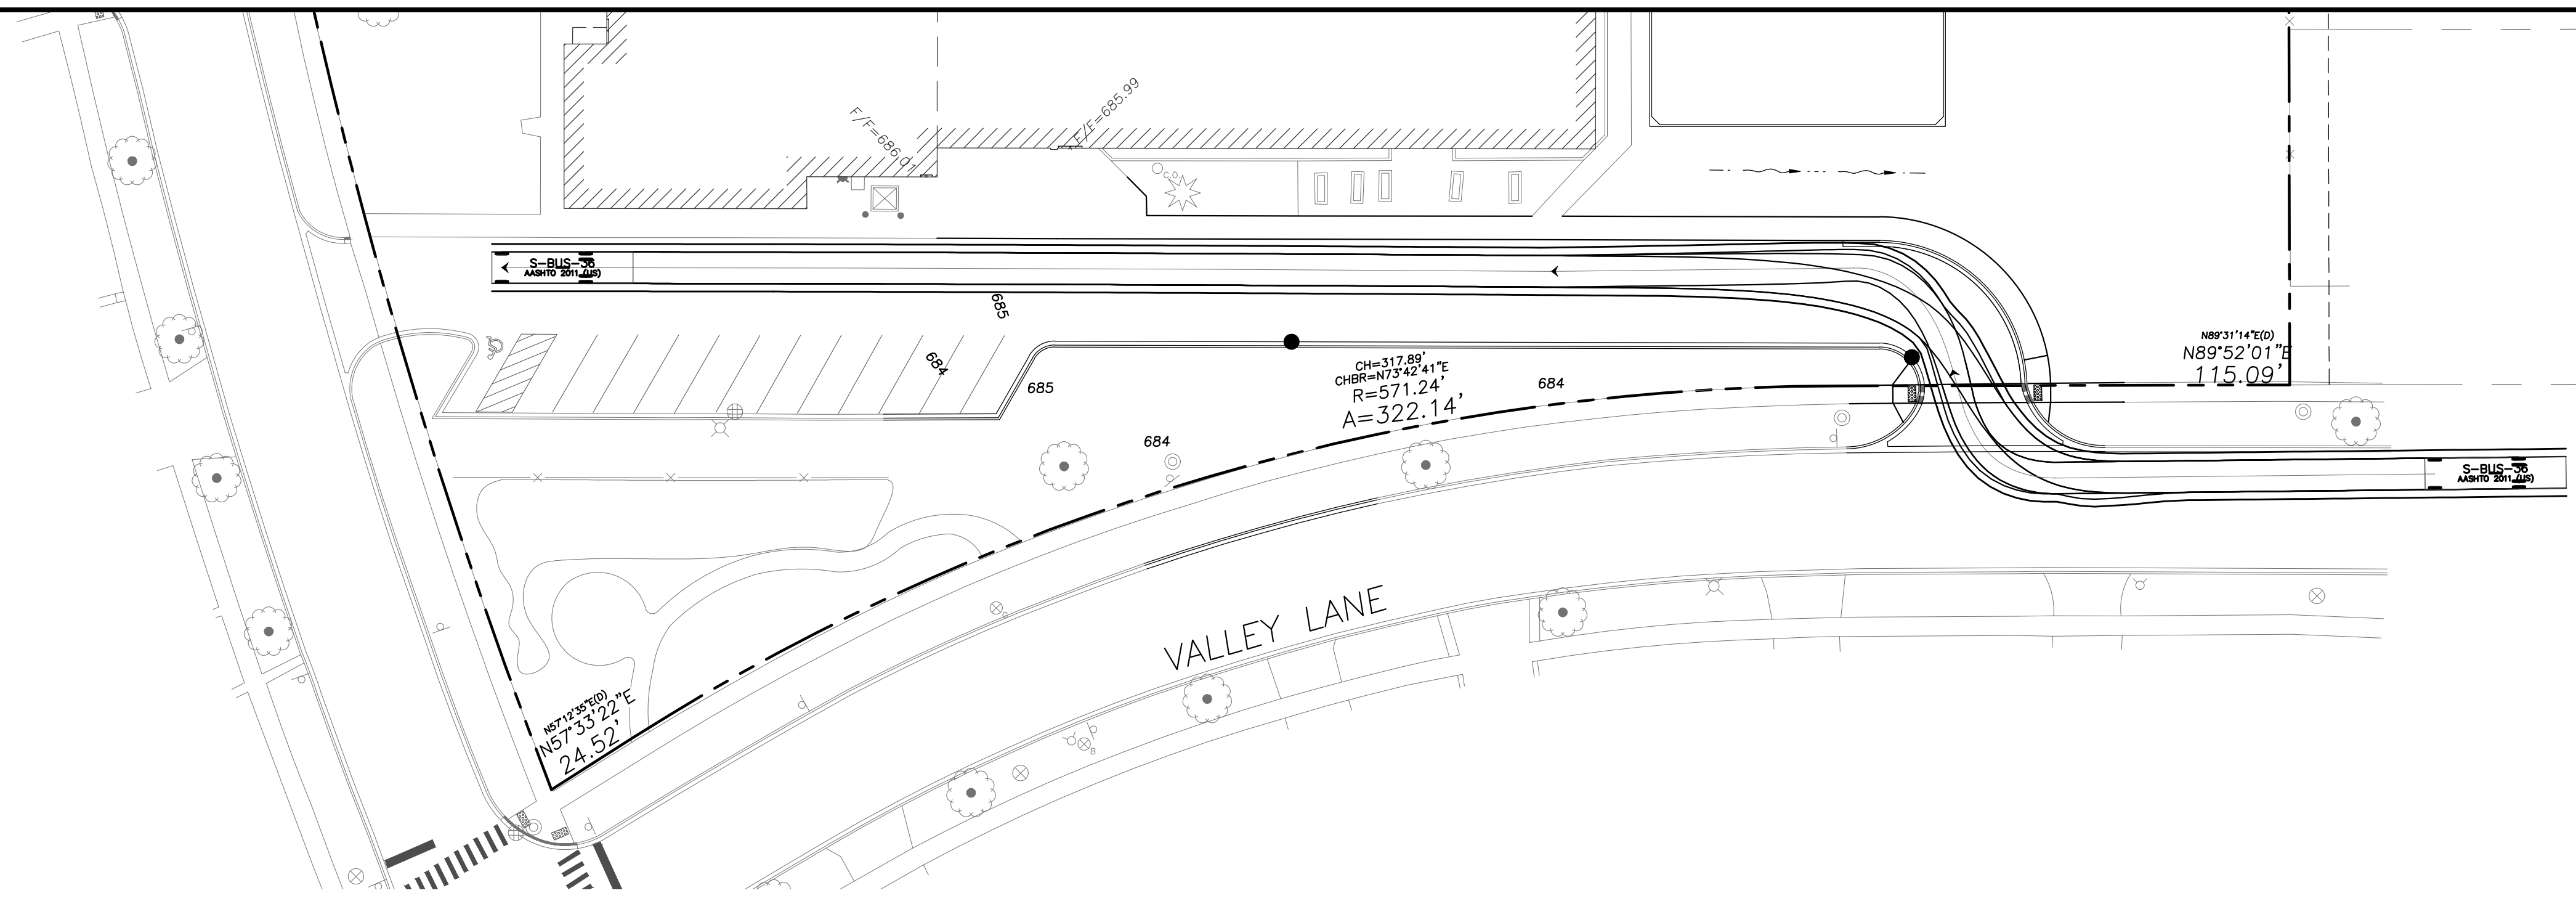 F/F=686.01
F/F=685.99
C.O.
S-BUS-36
AASHTO 2011 (US)
685
684
685
CH=317.89'
CHBR=N73°42'41"E
R=571.24'
A=322.14'
684
N89°31'14"E(D)
N89°52'01"E
115.09'
684
S-BUS-36
AASHTO 2011 (US)
G
VALLEY LANE
N57°12'35"E(D)
N57°33'22"E
24.52'
B